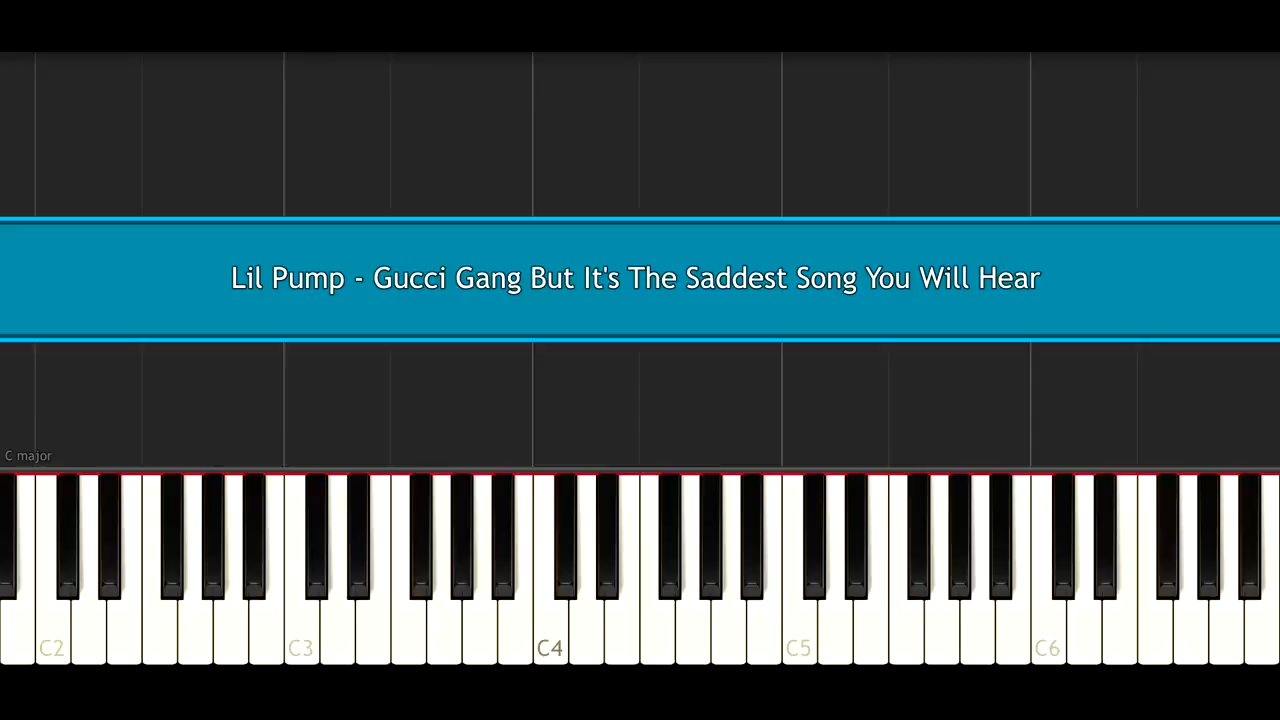 Lil Pump - Gucci Gang But It's The Saddest Song You Will Hear
C major
C2 C3 C4 C5 C6